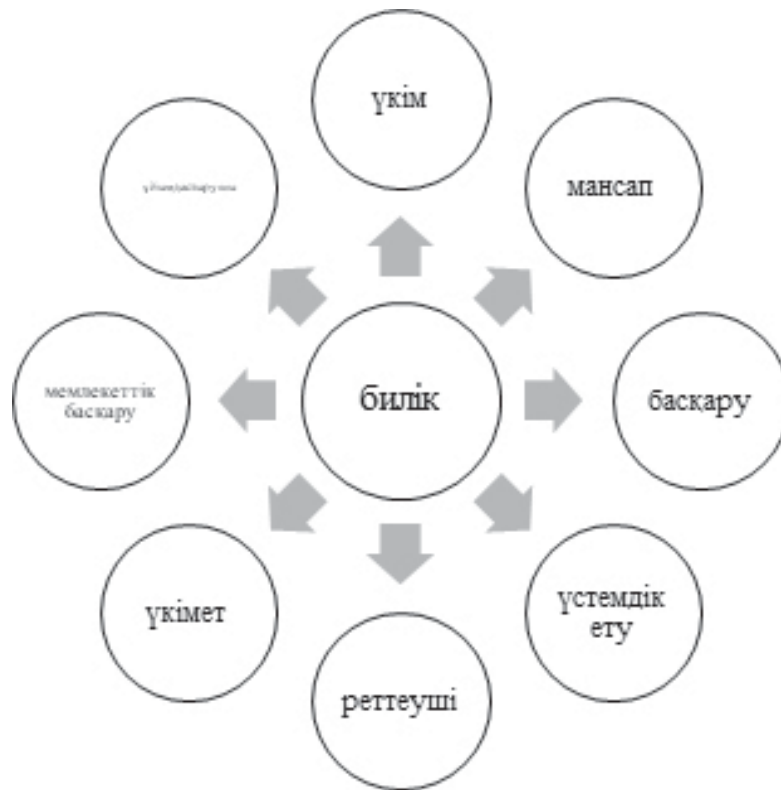 үкім
мансап
басқару
үстемдік
ету
реттеуші
үкімет
мемлекеттік
басқару
билік